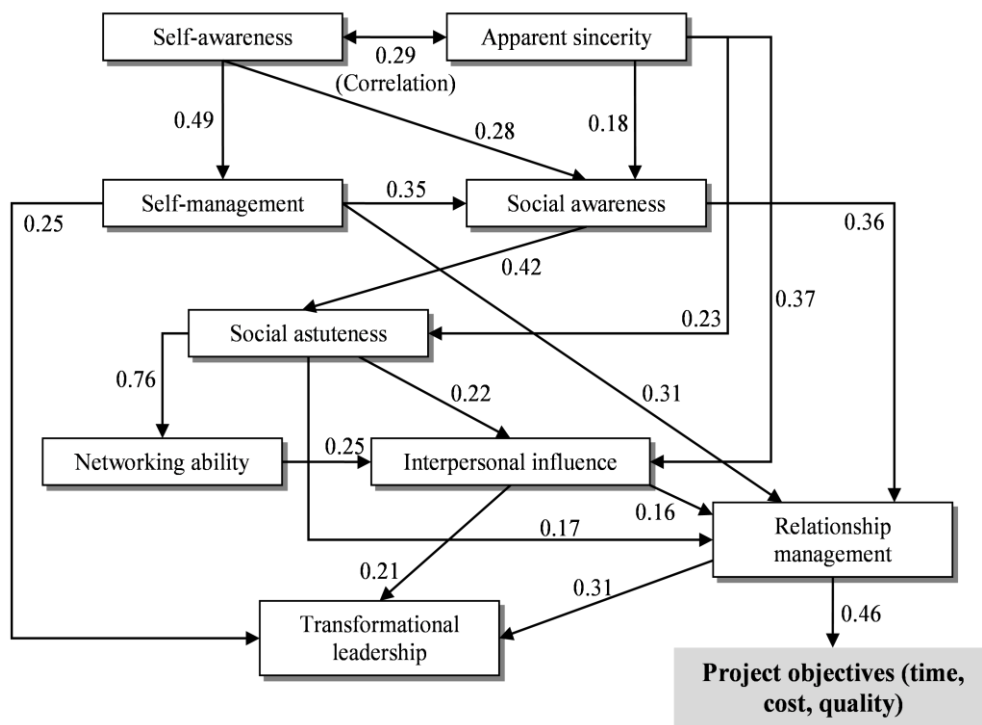 Self-awareness
Apparent sincerity
0.29
(Correlation)
0.49
0.28
0.18
Self-management
0.35
Social awareness
0.25
0.36
0.42
0.37
Social astuteness
0.23
0.76
0.22
0.31
Networking ability
0.25
Interpersonal influence
0.16
0.17
Relationship
management
0.21
0.31
Transformational
leadership
0.46
Project objectives (time,
cost, quality)